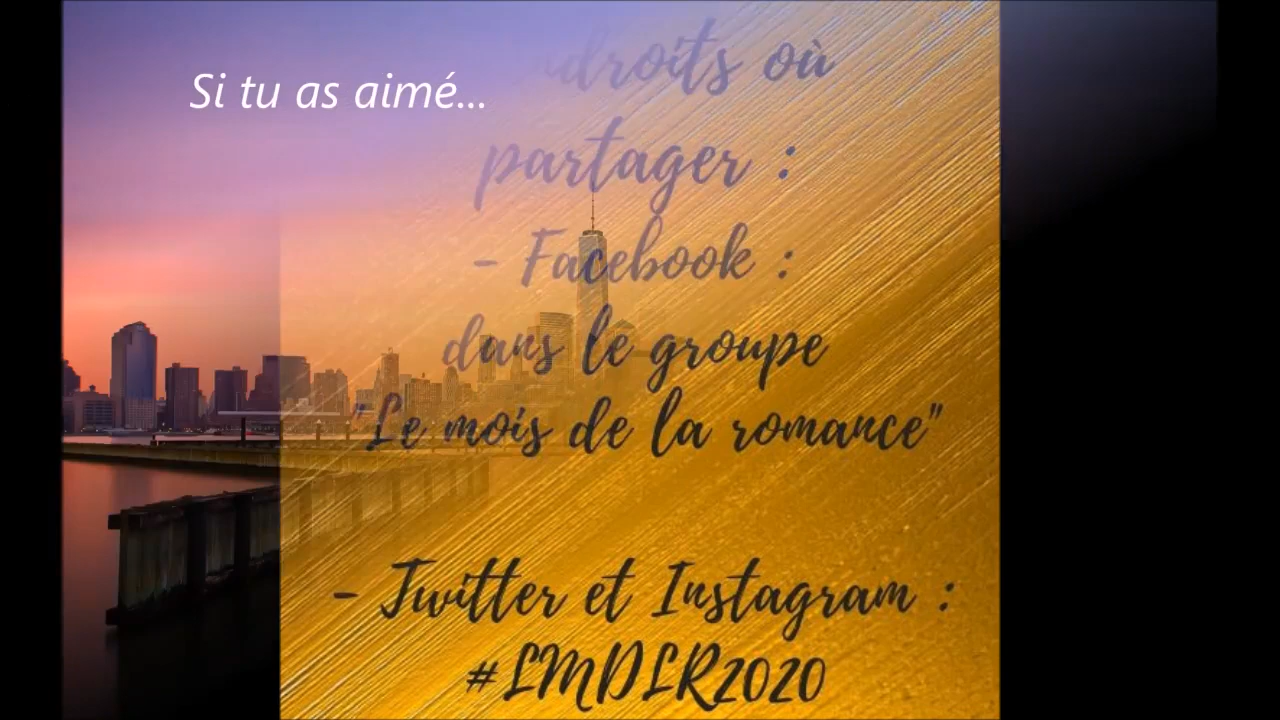 Si tu as aimé...
où
partager :
- Facebook :
dans le groupe
"Le mois de la romance"
- Twitter et Instagram :
#LMDLR2020